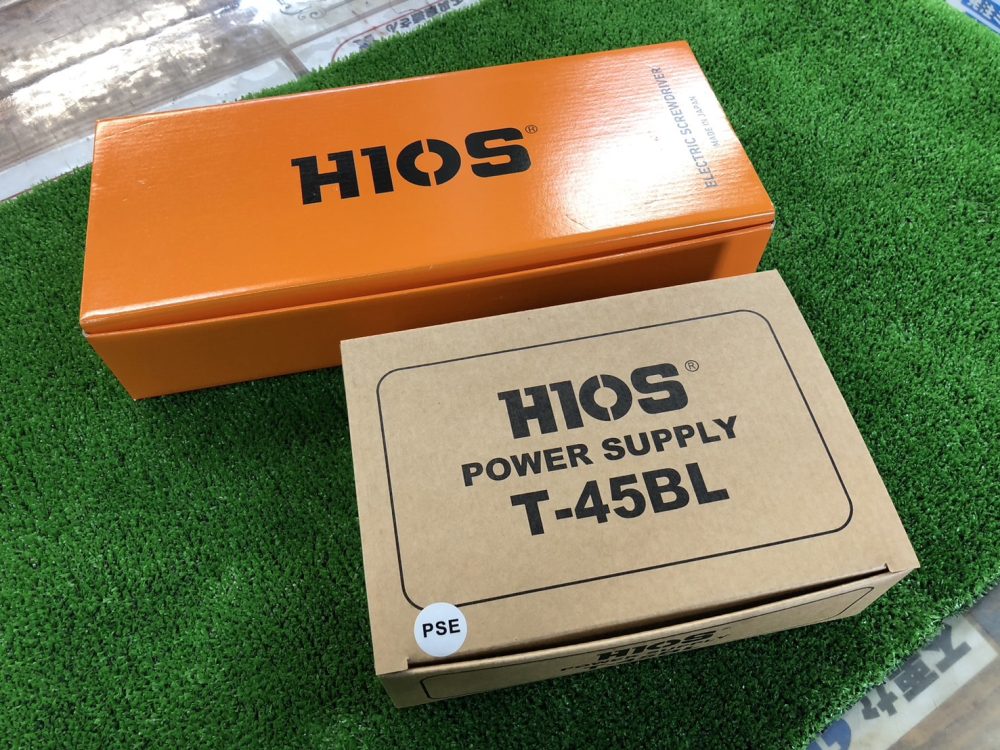 HIOS®
ELECTRIC SCREWDRIVER
MADE IN JAPAN
HIOS®
POWER SUPPLY
T-45BL
PSE
HIOS